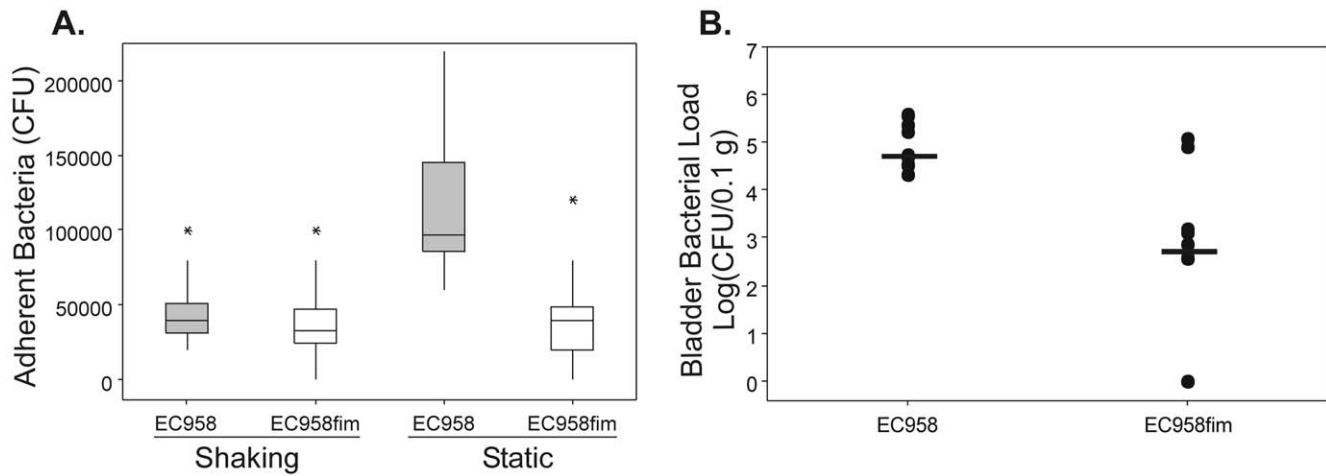 A.
Adherent Bacteria (CFU)
200000
150000
100000
50000
0
*
*
*
EC958
EC958fim
EC958
EC958fim
Shaking
Static
B.
Bladder Bacterial Load
Log(CFU/0.1 g)
7
6
5
4
3
2
1
0
EC958
EC958fim